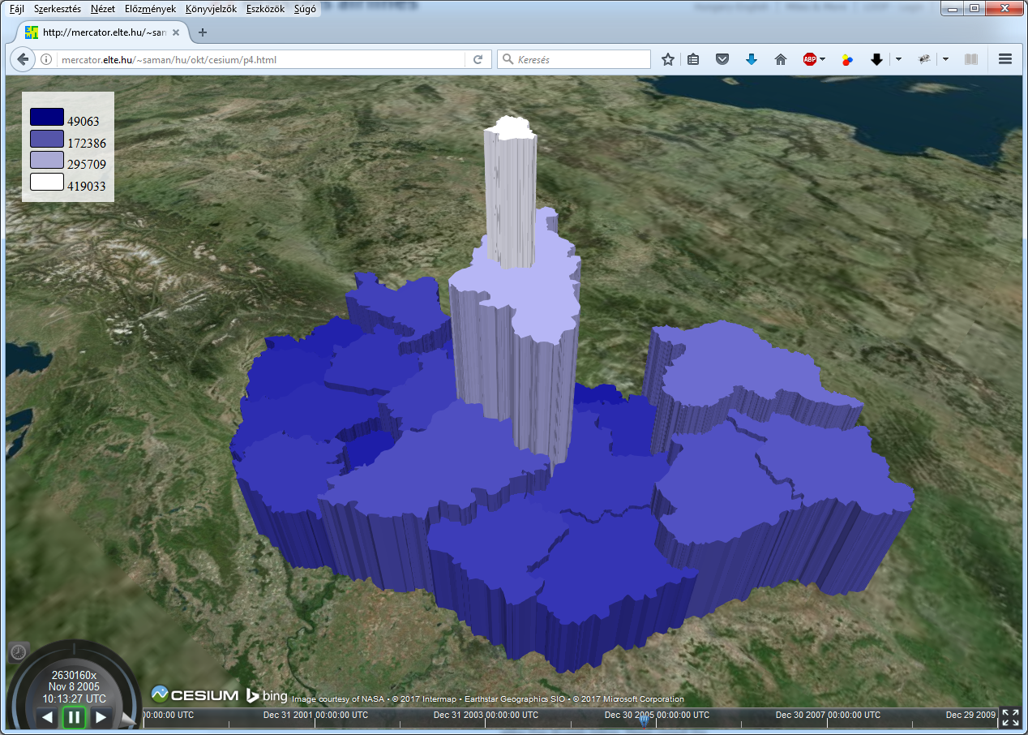 Fájl Szerkesztés Nézet Előzmények Könyvjelzők Eszközök Súgó
http://mercator.elte.hu/~san
mercator.elte.hu/~saman/hu/okt/cesium/p4.html
Keresés
ABP
49063
172386
295709
419033
2630160x
Nov 8 2005
10:13:27 UTC
CESIUM bing Image courtesy of NASA • © 2017 Intermap • Earthstar Geographics SIO • © 2017 Microsoft Corporation
00:00:00 UTC Dec 31 2001 00:00:00 UTC Dec 31 2003 00:00:00 UTC Dec 30 2005 00:00:00 UTC Dec 30 2007 00:00:00 UTC Dec 29 2009